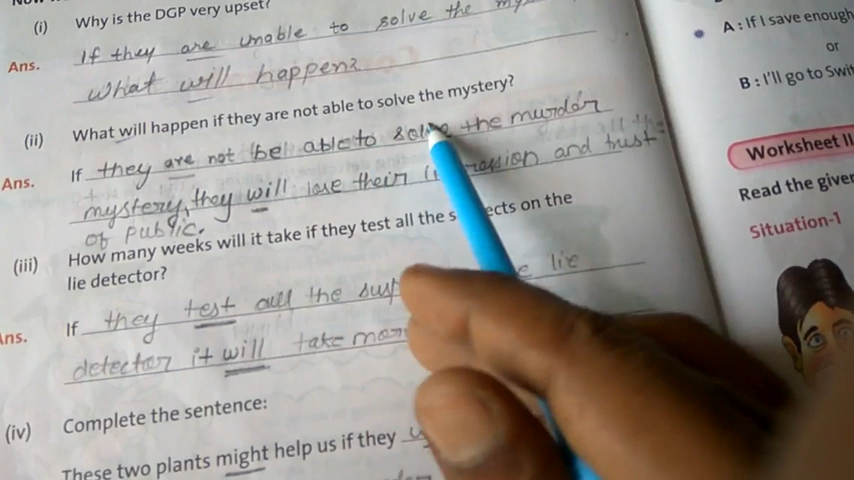 (i) Why is the DGP very upset?
Ans. If they are unable to solve the my
what will happen?
(ii) What will happen if they are not able to solve the mystery?
Ans. If they are not be able to solve the murdar
mystery, they will lose their and trust
of public.
(iii) How many weeks will it take if they test all the on the
lie detector?
Ans. If they test all the lie
detector it will take
(iv) Complete the sentence:
These two plants might help us if they
A : If I save enough
or
B : I'll go to
Worksheet II
Read the given
Situation-1